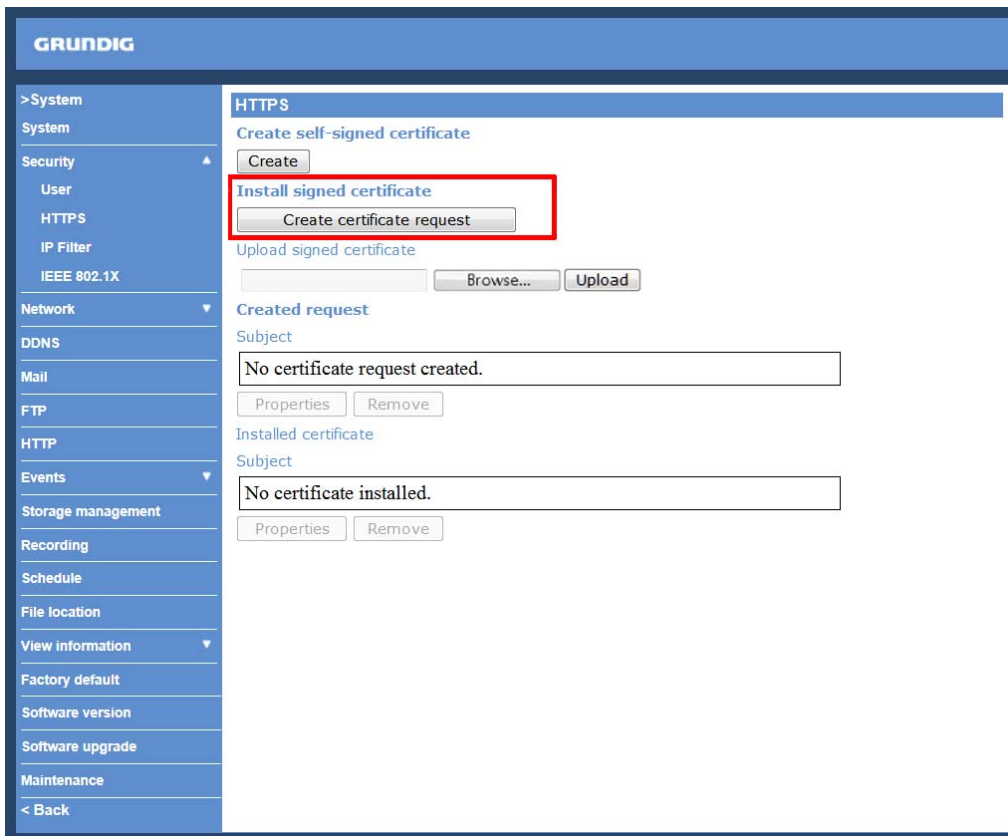 GRUNDIG
>System
System
Security
User
HTTPS
IP Filter
IEEE 802.1X
Network
DDNS
Mail
FTP
HTTP
Events
Storage management
Recording
Schedule
File location
View information
Factory default
Software version
Software upgrade
Maintenance
< Back
HTTPS
Create self-signed certificate
Create
Install signed certificate
Create certificate request
Upload signed certificate
Browse... Upload
Created request
Subject
No certificate request created.
Properties Remove
Installed certificate
Subject
No certificate installed.
Properties Remove